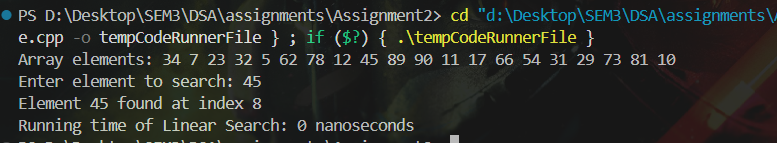 PS D:\Desktop\SEM3\DSA\assignments\Assignment2> cd "d:\Desktop\SEM3\DSA\assignments\
e.cpp -o tempCodeRunnerFile } ; if ($?) { .\tempCodeRunnerFile }
Array elements: 34 7 23 32 5 62 78 12 45 89 90 11 17 66 54 31 29 73 81 10
Enter element to search: 45
Element 45 found at index 8
Running time of Linear Search: 0 nanoseconds